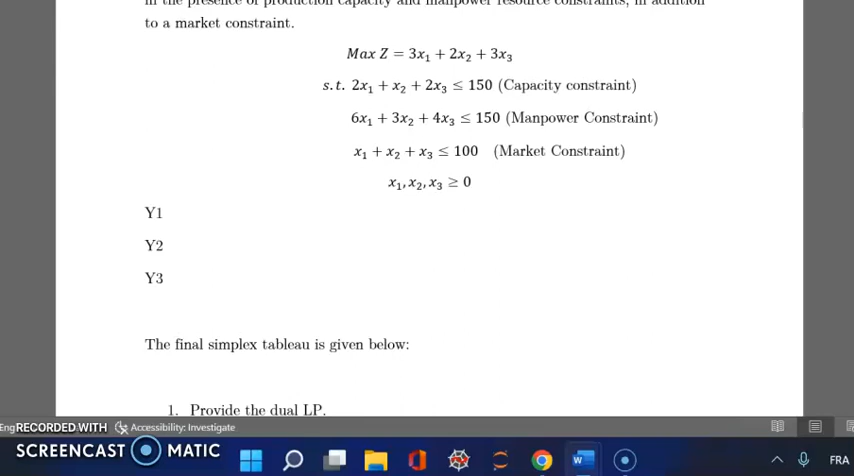 to a market constraint.
Max Z = 3x₁ + 2x₂ + 3x₃
s.t. 2x₁ + x₂ + 2x₃ ≤ 150 (Capacity constraint)
6x₁ + 3x₂ + 4x₃ ≤ 150 (Manpower Constraint)
x₁ + x₂ + x₃ ≤ 100 (Market Constraint)
x₁, x₂, x₃ ≥ 0
Y1
Y2
Y3
The final simplex tableau is given below:
1. Provide the dual LP.
Eng
RECORDED WITH
Accessibility: Investigate
SCREENCAST MATIC
W
FRA